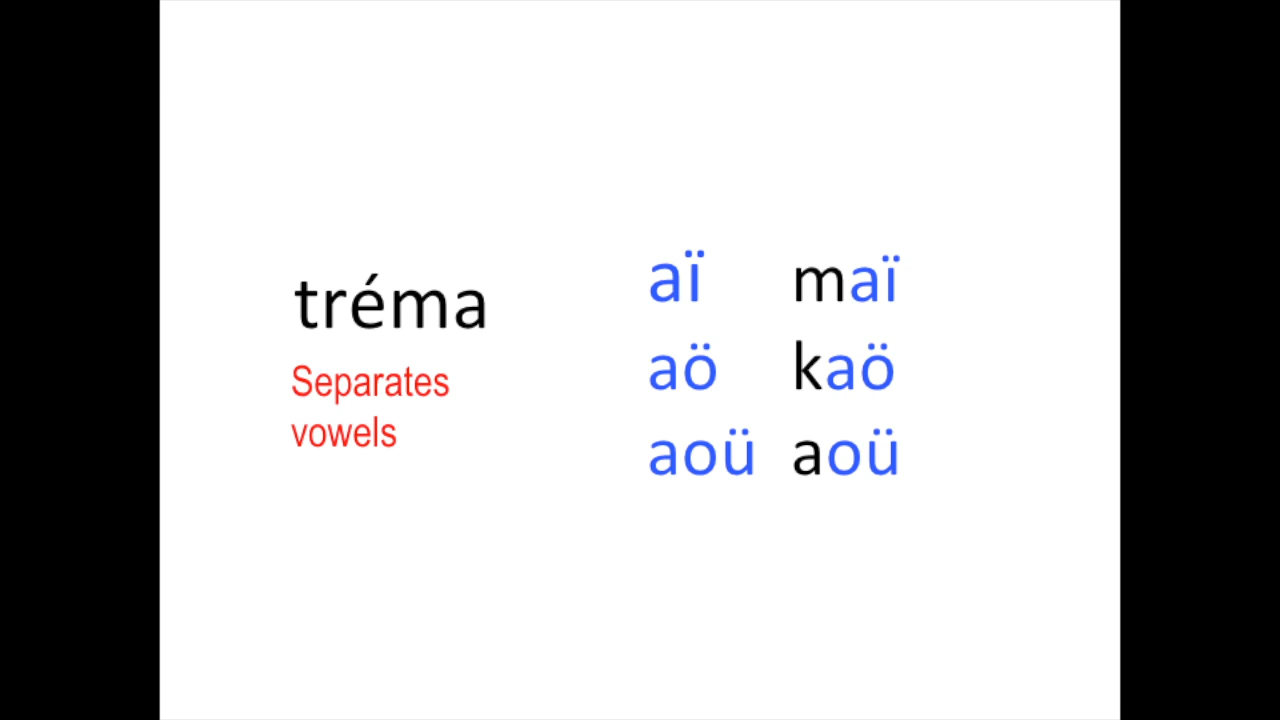 tréma
Separates
vowels
aï maï
aö kaö
aoü aoü